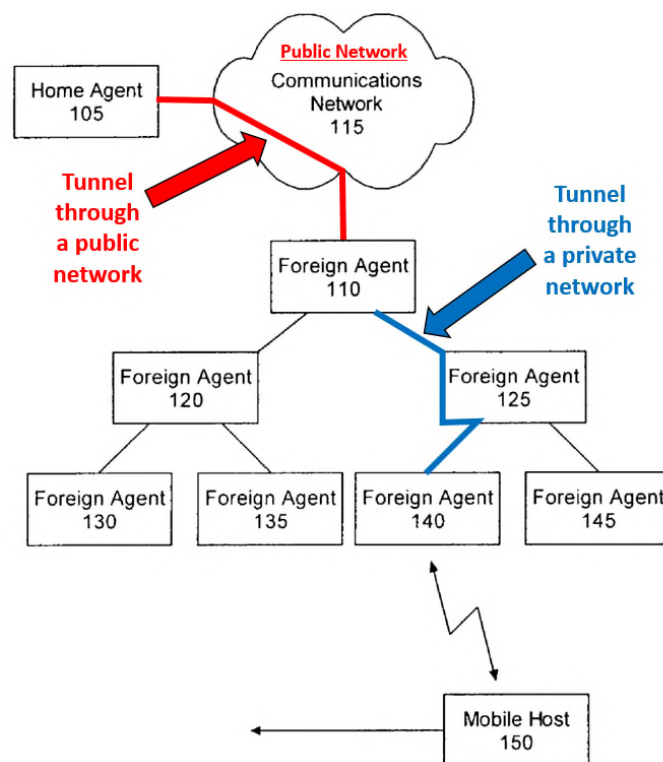 Public Network
Communications
Network
115
Home Agent
105
Tunnel
through
a public
network
Tunnel
through
a private
network
Foreign Agent
110
Foreign Agent
120
Foreign Agent
125
Foreign Agent
130
Foreign Agent
135
Foreign Agent
140
Foreign Agent
145
Mobile Host
150